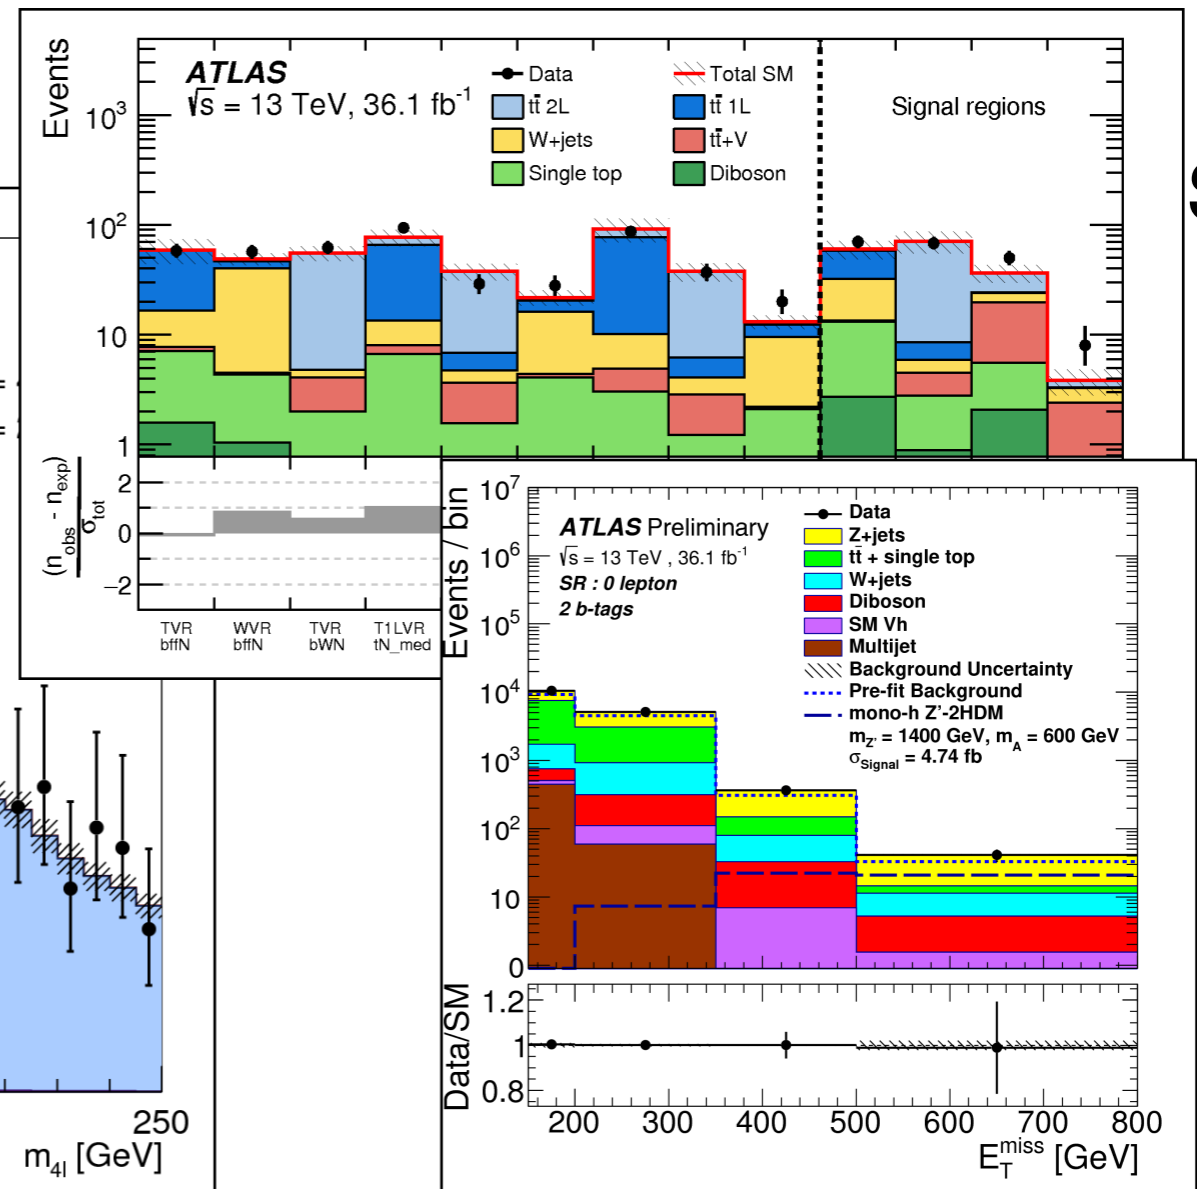 Events
10³
10²
10
1
ATLAS
√s = 13 TeV, 36.1 fb⁻¹
Data
Total SM
tt̄ 2L
tt̄ 1L
W+jets
tt̄+V
Single top
Diboson
Signal regions
(n_obs - n_exp)
σ_tot
2
0
−2
TVR
bffN
WVR
bffN
TVR
bWN
T1LVR
tN_med
Events / bin
10⁷
10⁶
10⁵
10⁴
10³
10²
10
0
ATLAS Preliminary
√s = 13 TeV , 36.1 fb⁻¹
SR : 0 lepton
2 b-tags
Data
Z+jets
tt̄ + single top
W+jets
Diboson
SM Vh
Multijet
Background Uncertainty
Pre-fit Background
mono-h Z'-2HDM
m_Z' = 1400 GeV, m_A = 600 GeV
σ_Signal = 4.74 fb
Data/SM
1.2
1
0.8
200 300 400 500 600 700 800
E_T^miss [GeV]
250
m_4l [GeV]